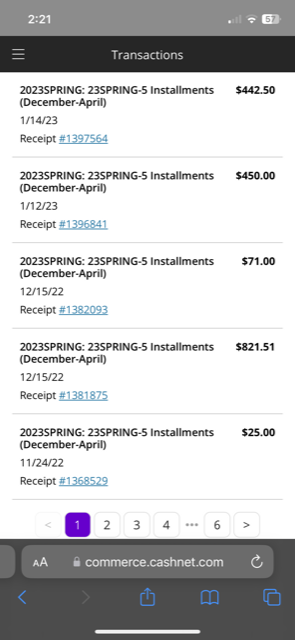 2:21
57
Transactions
2023SPRING: 23SPRING-5 Installments $442.50
(December-April)
1/14/23
Receipt #1397564
2023SPRING: 23SPRING-5 Installments $450.00
(December-April)
1/12/23
Receipt #1396841
2023SPRING: 23SPRING-5 Installments $71.00
(December-April)
12/15/22
Receipt #1382093
2023SPRING: 23SPRING-5 Installments $821.51
(December-April)
12/15/22
Receipt #1381875
2023SPRING: 23SPRING-5 Installments $25.00
(December-April)
11/24/22
Receipt #1368529
< 1 2 3 4 ••• 6 >
AA commerce.cashnet.com